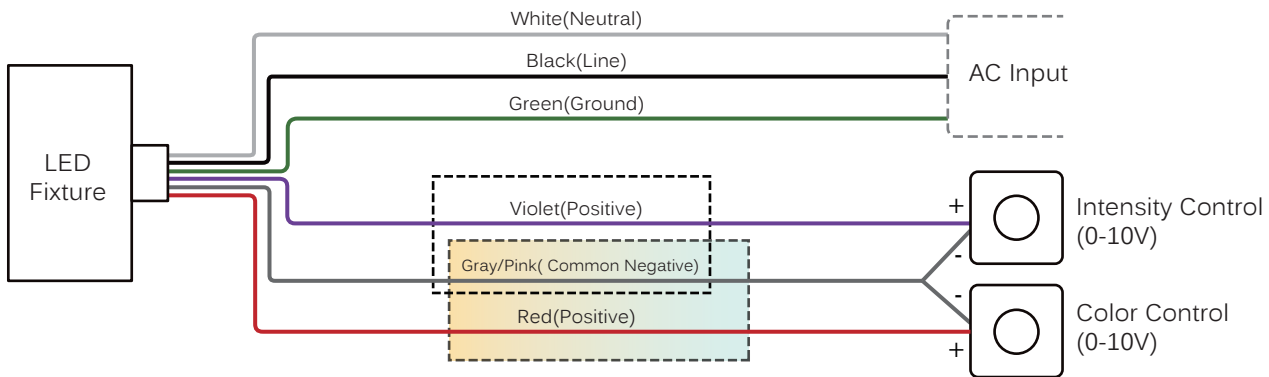 White(Neutral)
Black(Line)
AC Input
Green(Ground)
LED
Fixture
Violet(Positive)
+
Intensity Control
(0-10V)
-
Gray/Pink( Common Negative)
-
Red(Positive)
Color Control
(0-10V)
+